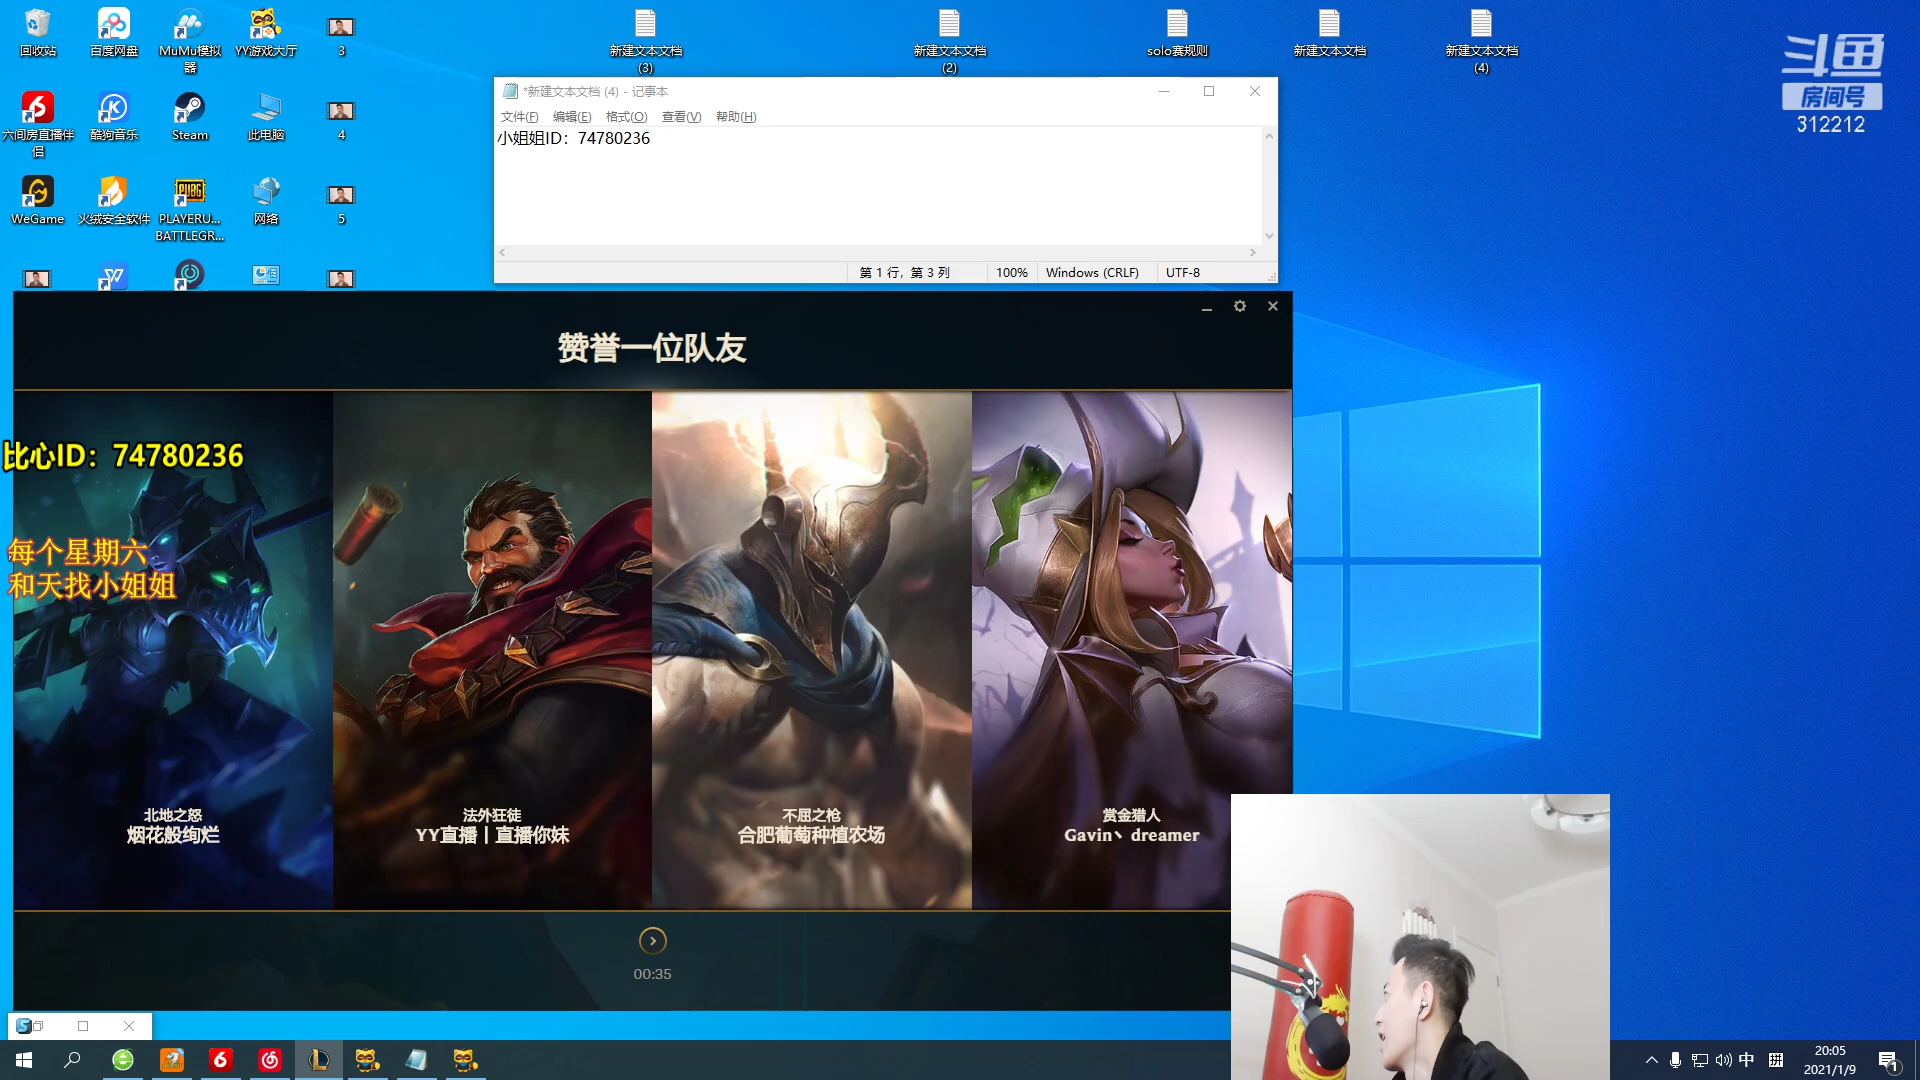 回收站
百度网盘
MuMu模拟
器
YY游戏大厅
3
新建文本文档
(3)
新建文本文档
(2)
solo赛规则
新建文本文档
新建文本文档
(4)
斗鱼
房间号
312212
*新建文本文档 (4) - 记事本
文件(F) 编辑(E) 格式(O) 查看(V) 帮助(H)
小姐姐ID：74780236
第 1 行，第 3 列 100% Windows (CRLF) UTF-8
六间房直播伴
侣
酷狗音乐
Steam
此电脑
4
WeGame
火绒安全软件
PLAYERU...
BATTLEGR...
网络
5
赞誉一位队友
比心ID：74780236
每个星期六
和天找小姐姐
北地之怒
烟花般绚烂
法外狂徒
YY直播丨直播你妹
不屈之枪
合肥葡萄种植农场
赏金猎人
Gavin丶dreamer
00:35
中
拼
20:05
2021/1/9
1